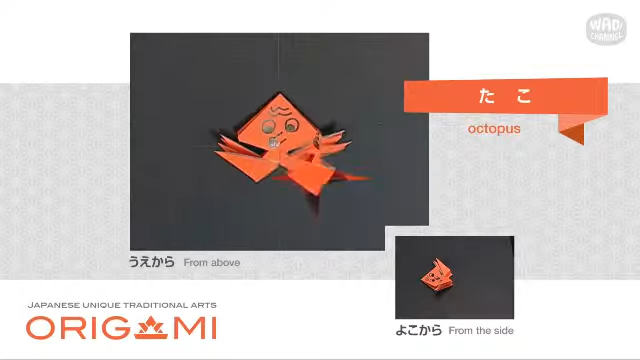 WADA CHANNEL
たこ
octopus
うえから From above
よこから From the side
JAPANESE UNIQUE TRADITIONAL ARTS
ORIGAMI